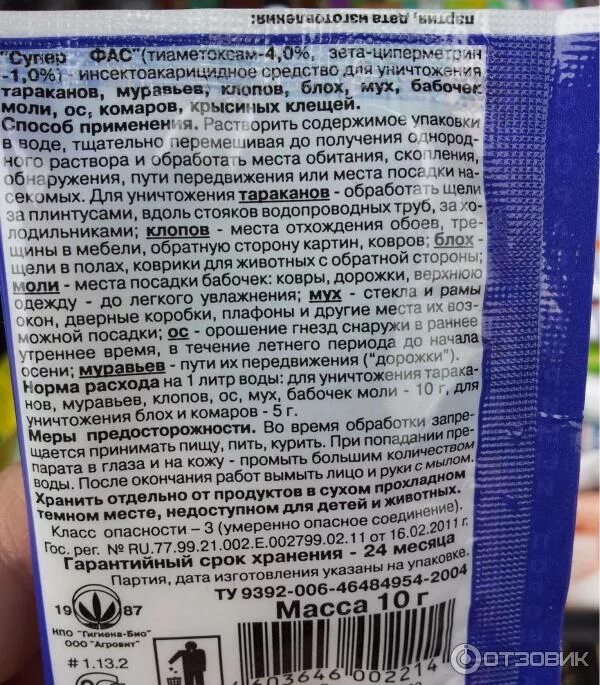 партия, дата изготовления:
"Супер ФАС"(тиаметоксам-4,0%, зета-циперметрин
-1,0%) - инсектоакарицидное средство для уничтожения
тараканов, муравьев, клопов, блох, мух, бабочек
моли, ос, комаров, крысиных клещей.
Способ применения. Растворить содержимое упаковки
в воде, тщательно перемешивая до получения однород-
ного раствора и обработать места обитания, скопления,
обнаружения, пути передвижения или места посадки на-
секомых. Для уничтожения тараканов - обработать щели
за плинтусами, вдоль стояков водопроводных труб, за хо-
лодильниками; клопов - места отхождения обоев, тре-
щины в мебели, обратную сторону картин, ковров; блох -
щели в полах, коврики для животных с обратной стороны;
моли - места посадки бабочек: ковры, дорожки, верхнюю
одежду - до легкого увлажнения; мух - стекла и рамы
окон, дверные коробки, плафоны и другие места их воз-
можной посадки; ос - орошение гнезд снаружи в раннее
утреннее время, в течение летнего периода до начала
осени; муравьев - пути их передвижения ("дорожки").
Норма расхода на 1 литр воды: для уничтожения тарака-
нов, муравьев, клопов, ос, мух, бабочек моли - 10 г, для
уничтожения блох и комаров - 5 г.
Меры предосторожности. Во время обработки запре-
щается принимать пищу, пить, курить. При попадании пре-
парата в глаза и на кожу - промыть большим количеством
воды. После окончания работ вымыть лицо и руки с мылом.
Хранить отдельно от продуктов в сухом прохладном
темном месте, недоступном для детей и животных.
Класс опасности - 3 (умеренно опасное соединение).
Гос. рег. № RU.77.99.21.002.Е.002799.02.11 от 16.02.2011 г.
Гарантийный срок хранения - 24 месяца
Партия, дата изготовления указаны на упаковке.
ТУ 9392-006-46484954-2004
Масса 10 г
19 87
НПО "Гигиена-Био"
ООО "Агровит"
# 1.13.2
4603646 002214
ОТЗОВИК